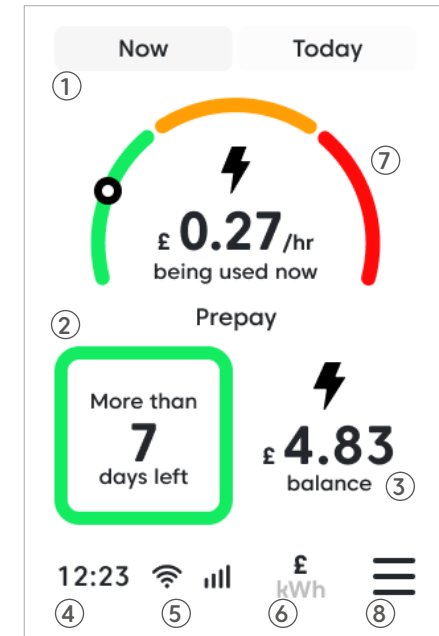 Now Today
①
⑦
£ 0.27/hr
being used now
② Prepay
More than
7
days left
£ 4.83
balance ③
12:23 £
kWh
④ ⑤ ⑥ ⑧